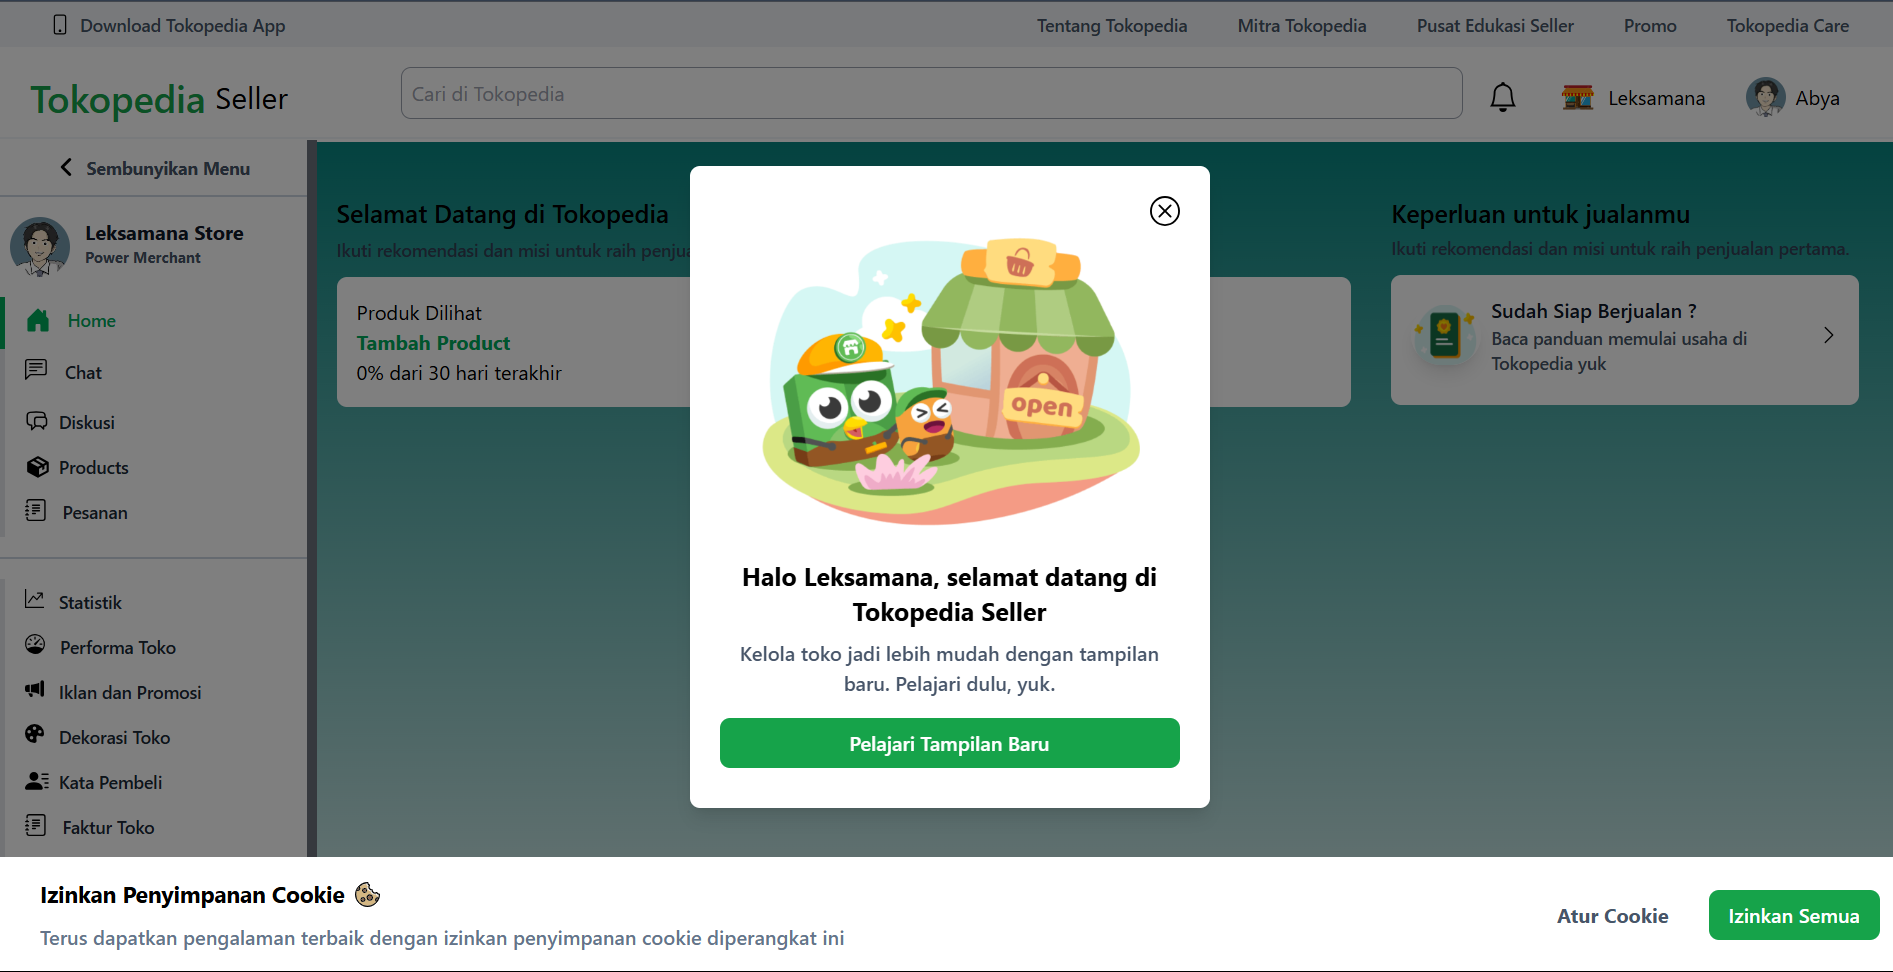 Download Tokopedia App
Tentang Tokopedia
Mitra Tokopedia
Pusat Edukasi Seller
Promo
Tokopedia Care
Tokopedia Seller
Cari di Tokopedia
Leksamana
Abya
Sembunyikan Menu
Leksamana Store
Power Merchant
Home
Chat
Diskusi
Products
Pesanan
Statistik
Performa Toko
Iklan dan Promosi
Dekorasi Toko
Kata Pembeli
Faktur Toko
Selamat Datang di Tokopedia
Ikuti rekomendasi dan misi untuk raih
Produk Dilihat
Tambah Product
0% dari 30 hari terakhir
Keperluan untuk jualanmu
Ikuti rekomendasi dan misi untuk raih penjualan pertama.
Sudah Siap Berjualan ?
Baca panduan memulai usaha di
Tokopedia yuk
open
Halo Leksamana, selamat datang di
Tokopedia Seller
Kelola toko jadi lebih mudah dengan tampilan
baru. Pelajari dulu, yuk.
Pelajari Tampilan Baru
Izinkan Penyimpanan Cookie
Terus dapatkan pengalaman terbaik dengan izinkan penyimpanan cookie diperangkat ini
Atur Cookie
Izinkan Semua